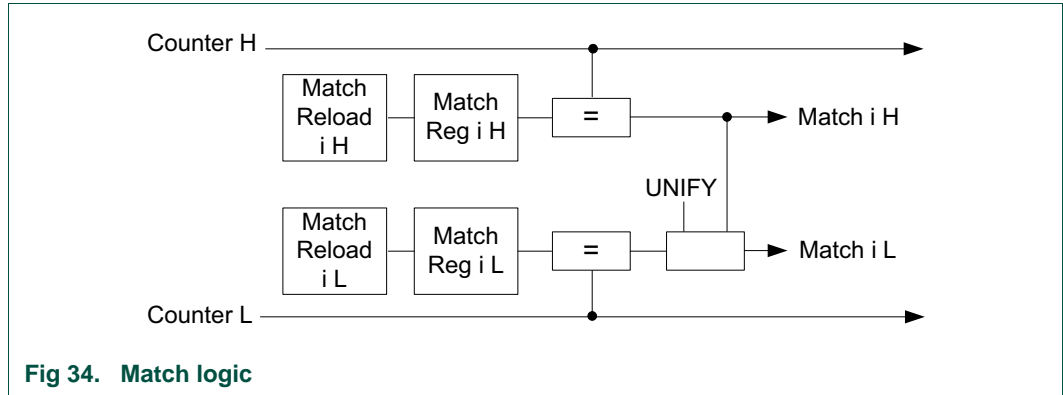 Counter H
Match
Reload
i H
Match
Reg i H
=
Match i H
UNIFY
Match
Reload
i L
Match
Reg i L
=
Match i L
Counter L
Fig 34. Match logic